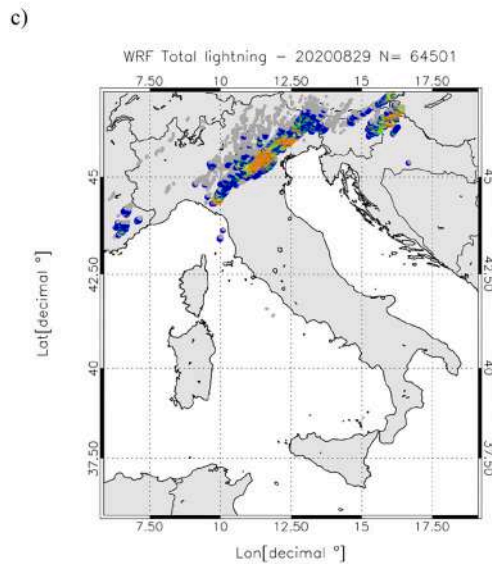 c)
WRF Total lightning - 20200829 N= 64501
7.50 10 12.50 15 17.50
45 45
42.50 42.50
Lat[decimal °]
40 40
37.50 37.50
7.50 10 12.50 15 17.50
Lon[decimal °]